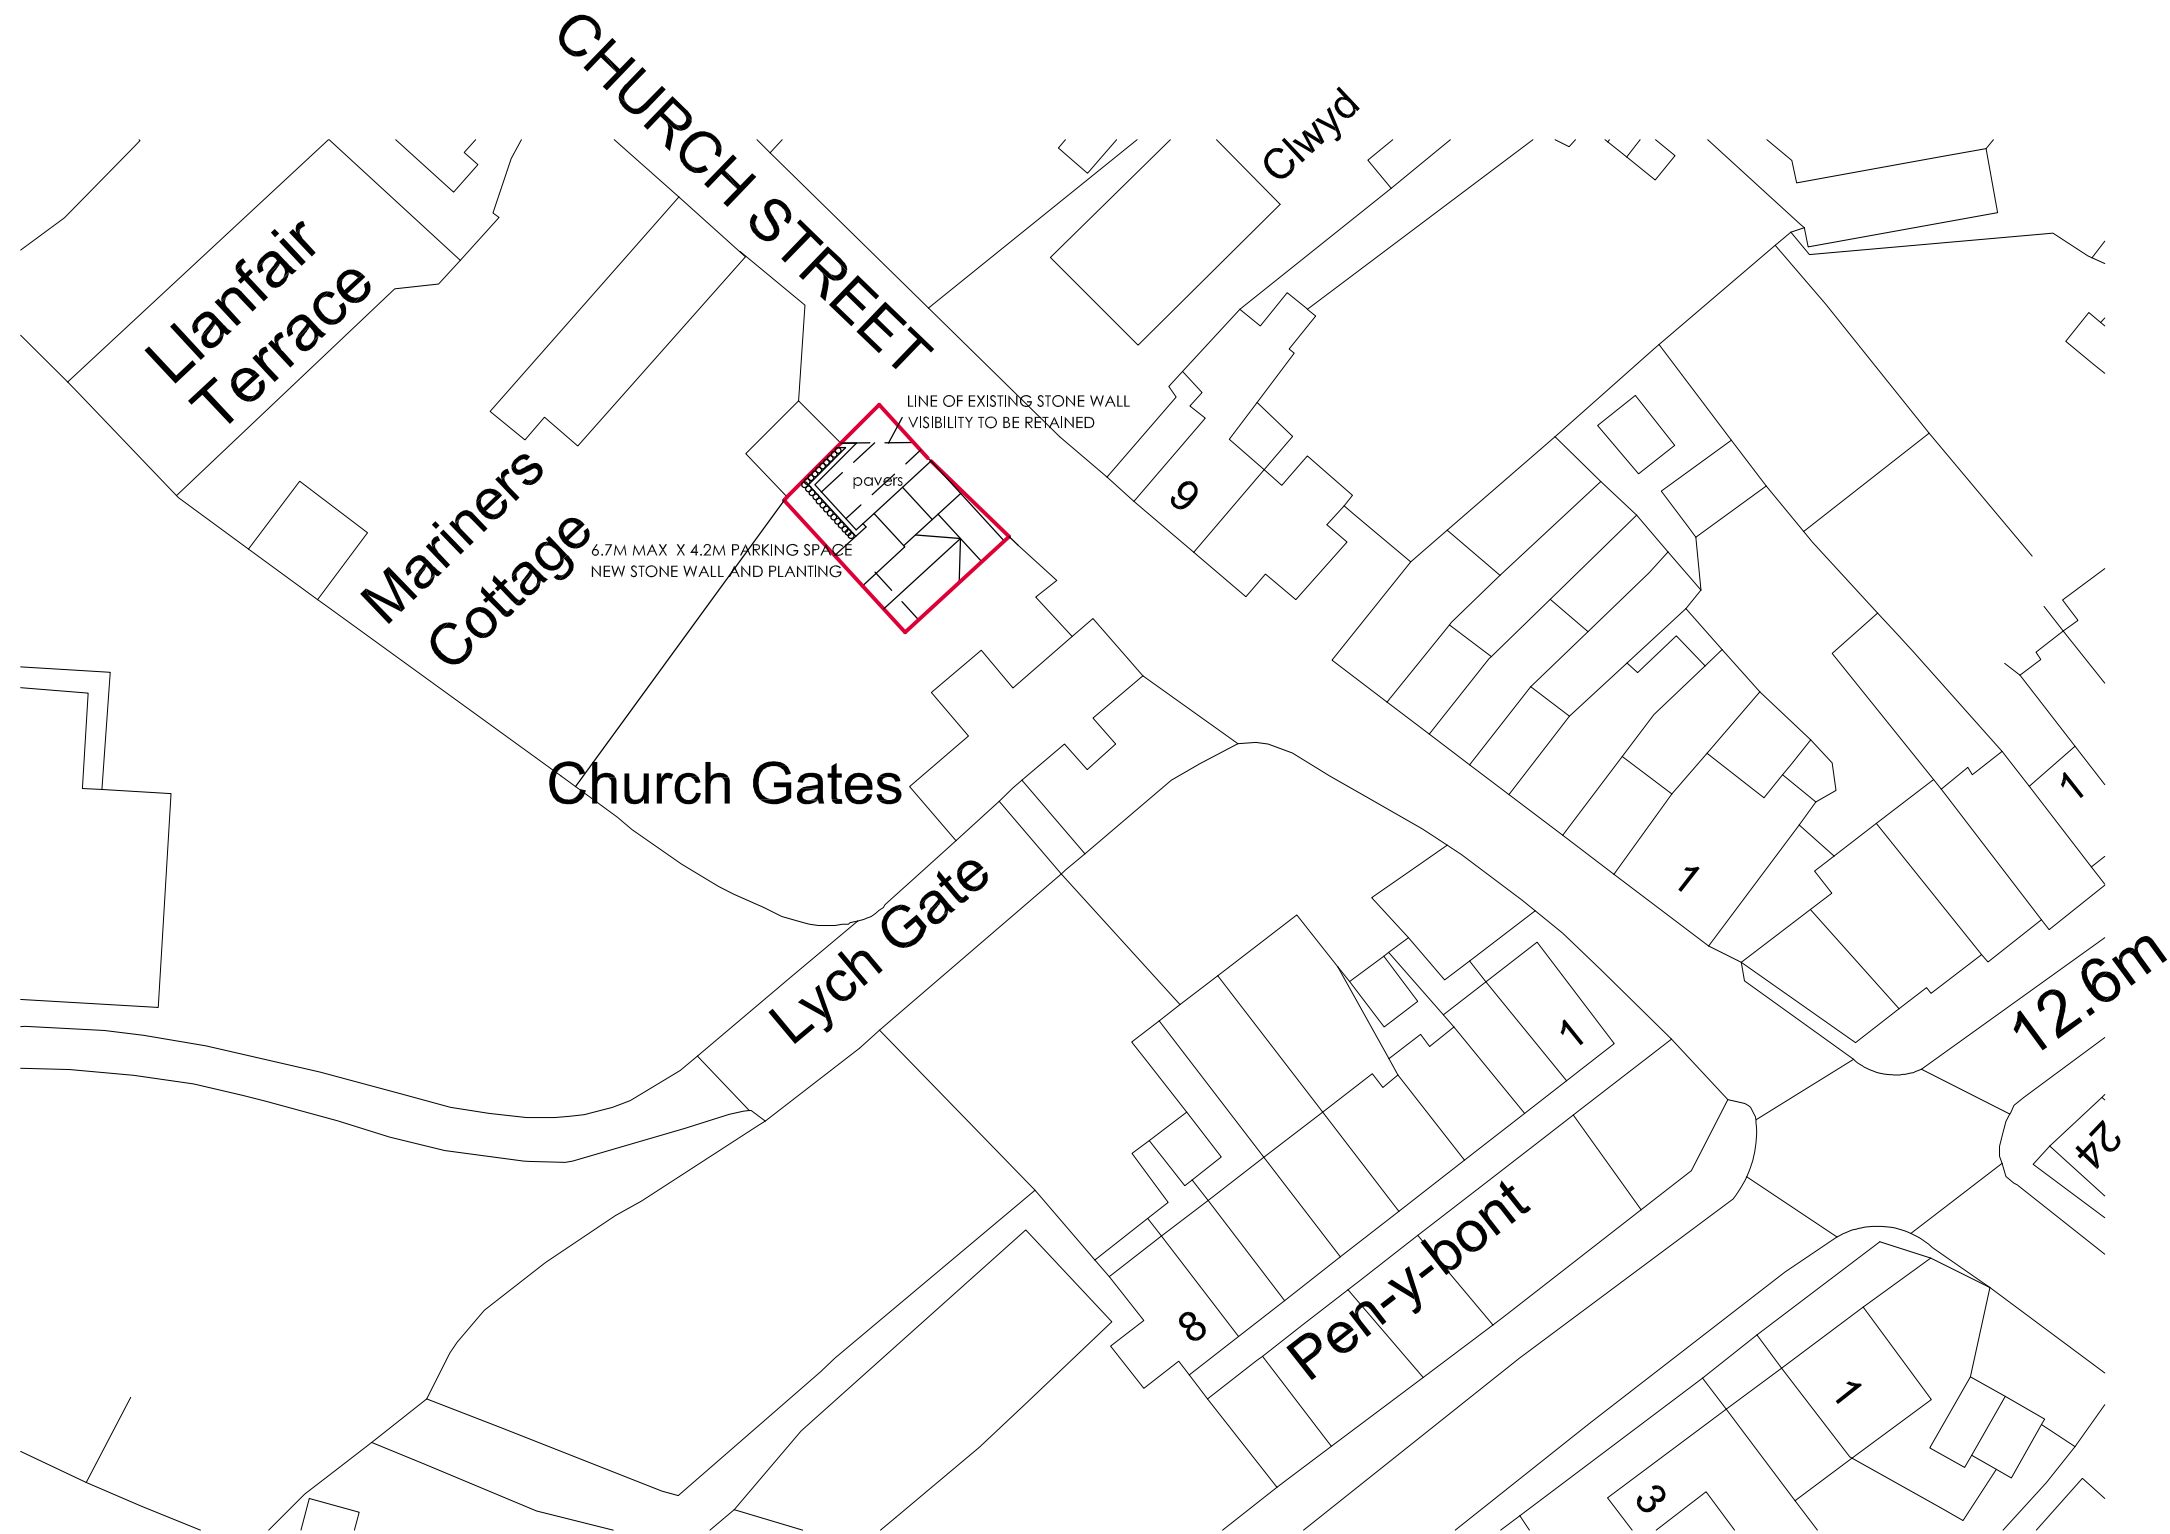 CHURCH STREET
Clwyd
Llanfair
Terrace
LINE OF EXISTING STONE WALL
VISIBILITY TO BE RETAINED
pavers
9
Mariners
Cottage
6.7M MAX X 4.2M PARKING SPACE
NEW STONE WALL AND PLANTING
Church Gates
1
1
Lych Gate
12.6m
1
24
Pen-y-bont
8
1
3